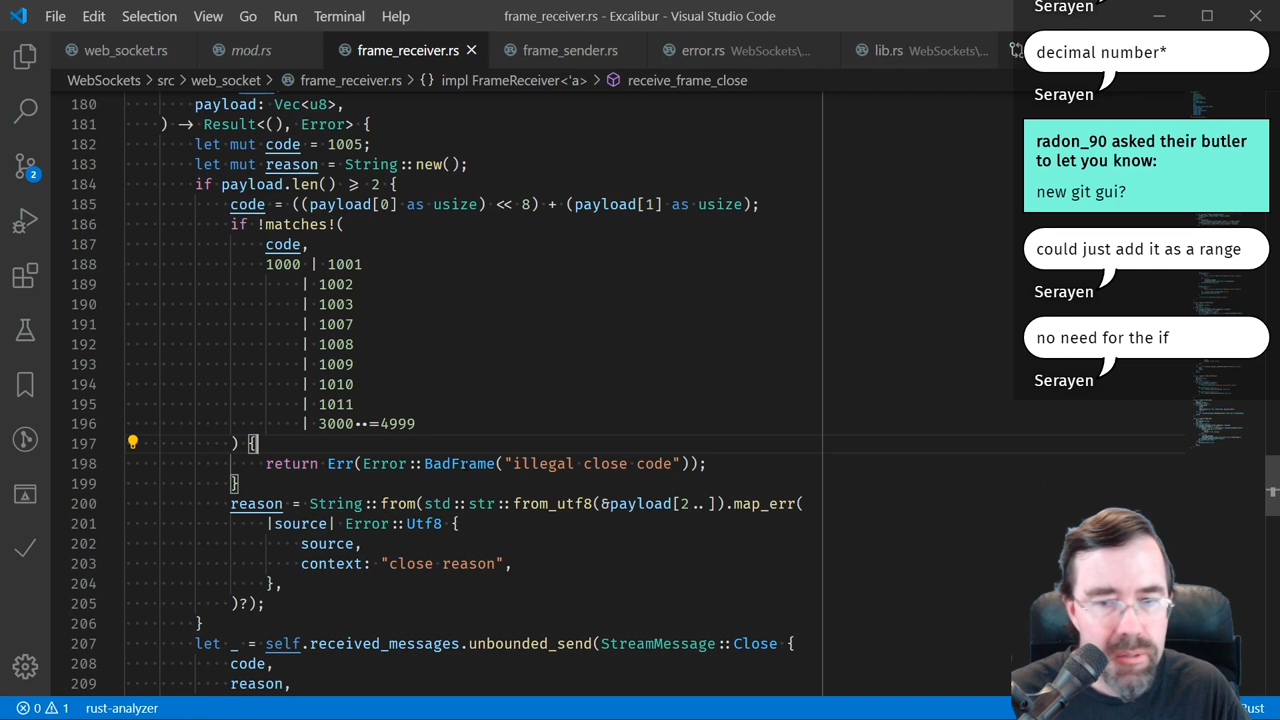 File Edit Selection View Go Run Terminal Help
frame_receiver.rs - Excalibur - Visual Studio Code
web_socket.rs
mod.rs
frame_receiver.rs
frame_sender.rs
error.rs WebSockets\...
lib.rs WebSockets\...
WebSockets > src > web_socket > frame_receiver.rs > {} impl FrameReceiver<'a> > receive_frame_close
180 payload: Vec<u8>,
181 ) -> Result<(), Error> {
182 let mut code = 1005;
183 let mut reason = String::new();
184 if payload.len() >= 2 {
185 code = ((payload[0] as usize) << 8) + (payload[1] as usize);
186 if !matches!(
187 code,
188 1000 | 1001
189 | 1002
190 | 1003
191 | 1007
192 | 1008
193 | 1009
194 | 1010
195 | 1011
196 | 3000..=4999
197 ) {
198 return Err(Error::BadFrame("illegal close code"));
199 }
200 reason = String::from(std::str::from_utf8(&payload[2..]).map_err(
201 |source| Error::Utf8 {
202 source,
203 context: "close reason",
204 },
205 )?);
206 }
207 let _ = self.received_messages.unbounded_send(StreamMessage::Close {
208 code,
209 reason,
2
0 1 rust-analyzer
Rust
Serayen
decimal number*
Serayen
radon_90 asked their butler
to let you know:
new git gui?
could just add it as a range
Serayen
no need for the if
Serayen